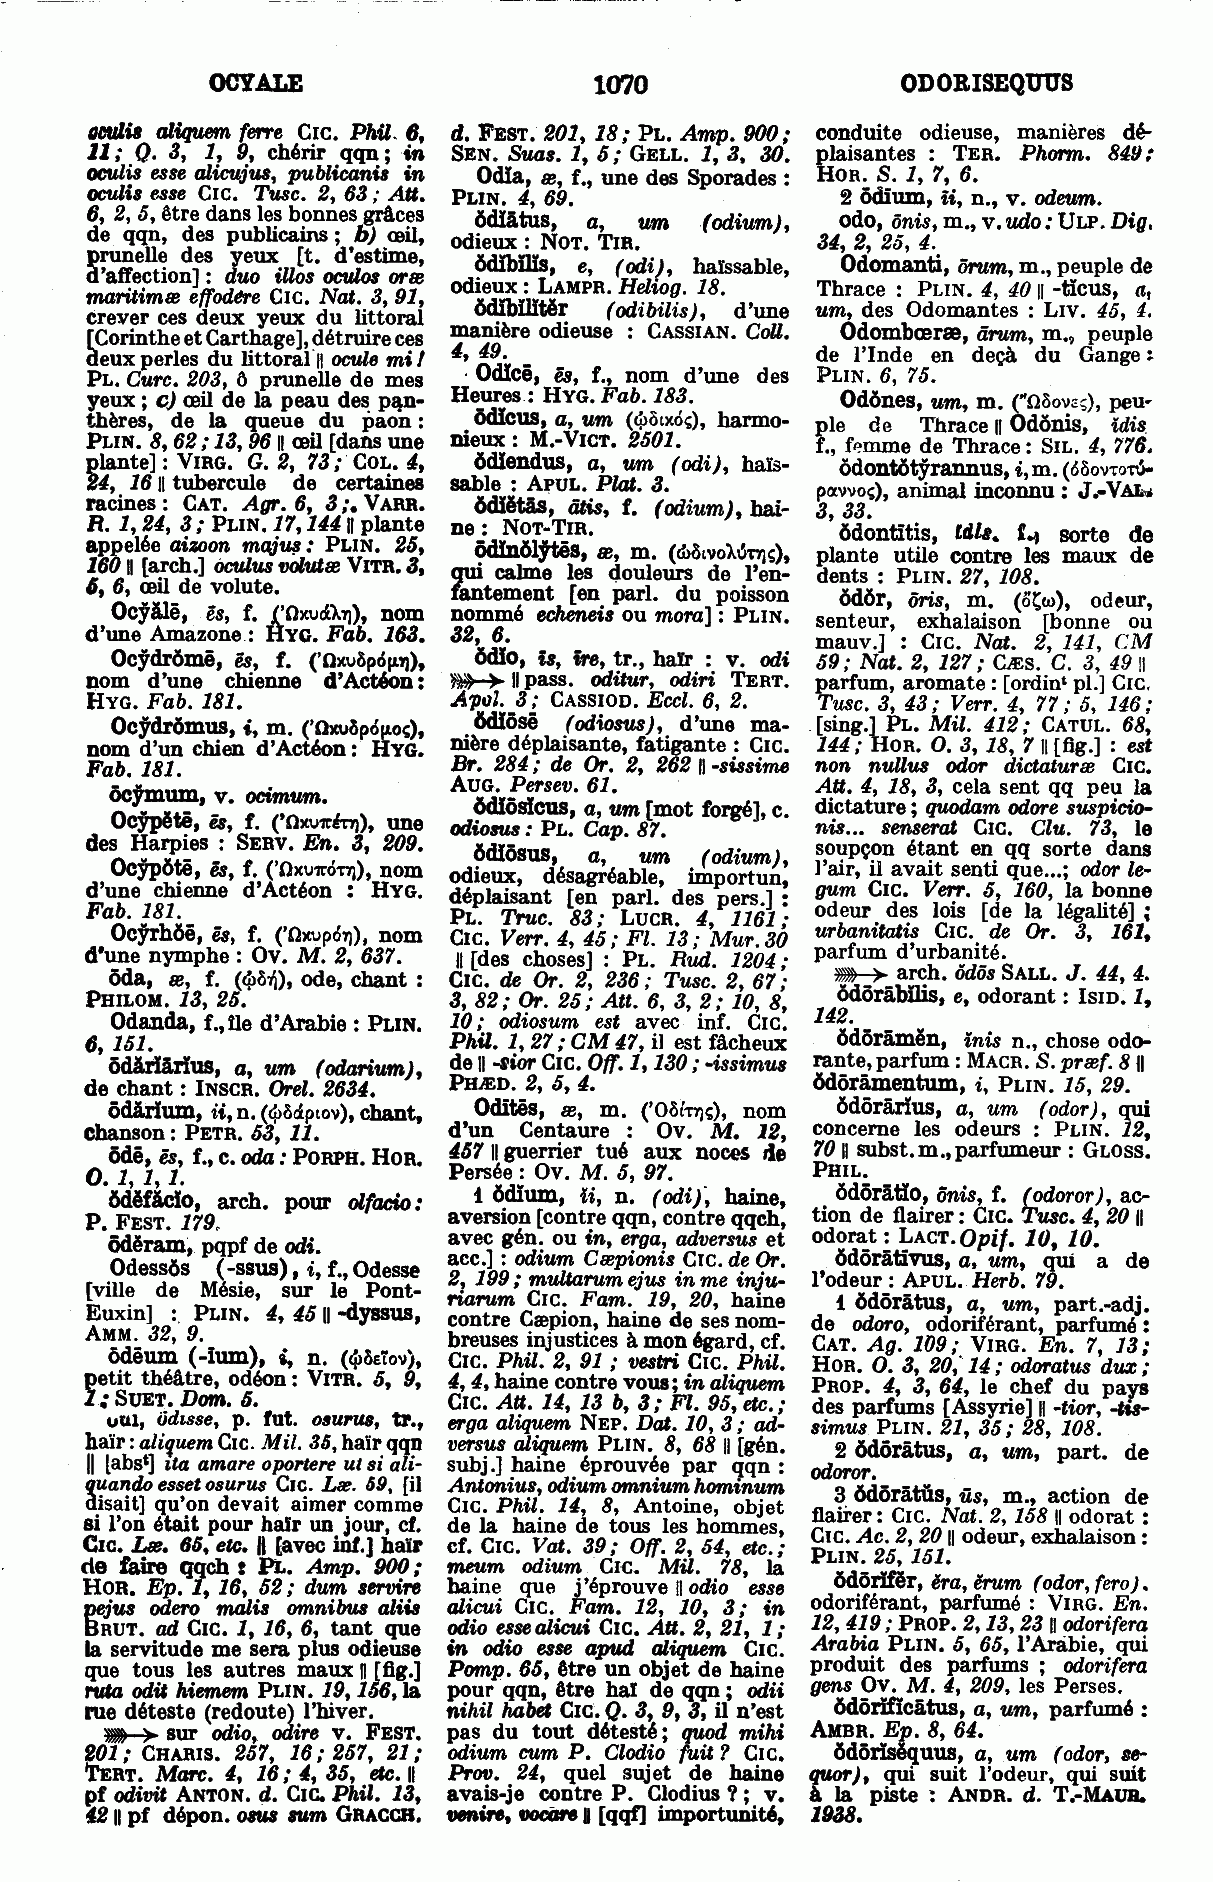 OCYALE
1070
ODORISEQUUS
oculis aliquem ferre CIC. Phil. 6,
11; Q. 3, 1, 9, chérir qqn; in
oculis esse alicujus, publicanis in
oculis esse CIC. Tusc. 2, 63; Att.
6, 2, 5, être dans les bonnes grâces
de qqn, des publicains; b) œil,
prunelle des yeux [t. d'estime,
d'affection] : duo illos oculos oræ
maritimæ effodere CIC. Nat. 3, 91,
crever ces deux yeux du littoral
[Corinthe et Carthage], détruire ces
deux perles du littoral || ocule mi !
PL. Curc. 203, ô prunelle de mes
yeux; c) œil de la peau des pan-
thères, de la queue du paon :
PLIN. 8, 62; 13, 96 || œil [dans une
plante] : VIRG. G. 2, 73; COL. 4,
24, 16 || tubercule de certaines
racines : CAT. Agr. 6, 3;. VARR.
R. 1, 24, 3; PLIN. 17, 144 || plante
appelée aizoon majus : PLIN. 25,
160 || [arch.] oculus volutæ VITR. 3,
5, 6, œil de volute.
Ocўălē, ēs, f. (Ὠκυάλη), nom
d'une Amazone : HYG. Fab. 163.
Ocўdrŏmē, ēs, f. (Ὠκυδρόμη),
nom d'une chienne d'Actéon :
HYG. Fab. 181.
Ocўdrŏmus, i, m. (Ὠκυδρόμος),
nom d'un chien d'Actéon : HYG.
Fab. 181.
ōcўmum, v. ocimum.
Ocўpĕtē, ēs, f. (Ὠκυπέτη), une
des Harpies : SERV. En. 3, 209.
Ocўpŏtē, ēs, f. (Ὠκυπότη), nom
d'une chienne d'Actéon : HYG.
Fab. 181.
Ocўrhŏē, ēs, f. (Ὠκυρόη), nom
d'une nymphe : OV. M. 2, 637.
ōda, æ, f. (ᾠδή), ode, chant :
PHILOM. 13, 25.
Odanda, f., île d'Arabie : PLIN.
6, 151.
ōdărĭārĭus, a, um (odarium),
de chant : INSCR. Orel. 2634.
ōdărĭum, ii, n. (ᾠδάριον), chant,
chanson : PETR. 53, 11.
ōdē, ēs, f., c. oda : PORPH. HOR.
O. 1, 1, 1.
ŏdĕfăcĭo, arch. pour olfacio :
P. FEST. 179.
ōdĕram, pqpf de odi.
Odessŏs (-ssus), i, f., Odesse
[ville de Mésie, sur le Pont-
Euxin] : PLIN. 4, 45 || -dyssus,
AMM. 32, 9.
ōdēum (-īum), i, n. (ᾠδεῖον),
petit théâtre, odéon : VITR. 5, 9,
1; SUET. Dom. 5.
ōdī, ōdisse, p. fut. osurus, tr.,
haïr : aliquem CIC. Mil. 35, haïr qqn
|| [absᵗ] ita amare oportere ut si ali-
quando esset osurus CIC. Læ. 59, [il
disait] qu'on devait aimer comme
si l'on était pour haïr un jour, cf.
CIC. Læ. 65, etc. || [avec inf.] haïr
de faire qqch : PL. Amp. 900;
HOR. Ep. 1, 16, 52; dum servire
pejus odero malis omnibus aliis
BRUT. ad CIC. 1, 16, 6, tant que
la servitude me sera plus odieuse
que tous les autres maux || [fig.]
ruta odit hiemem PLIN. 19, 156, la
rue déteste (redoute) l'hiver.
➳ sur odio, odire v. FEST.
201; CHARIS. 257, 16; 257, 21;
TERT. Marc. 4, 16; 4, 35, etc. ||
pf odivit ANTON. d. CIC. Phil. 13,
42 || pf dépon. osus sum GRACCH.
d. FEST. 201, 18; PL. Amp. 900;
SEN. Suas. 1, 5; GELL. 1, 3, 30.
Odĭa, æ, f., une des Sporades :
PLIN. 4, 69.
ŏdĭātus, a, um (odium),
odieux : NOT. TIR.
ŏdĭbĭlĭs, e, (odi), haïssable,
odieux : LAMPR. Heliog. 18.
ŏdĭbĭlĭtĕr (odibilis), d'une
manière odieuse : CASSIAN. Coll.
4, 49.
Odĭcē, ēs, f., nom d'une des
Heures : HYG. Fab. 183.
ōdĭcus, a, um (ᾠδικός), harmo-
nieux : M.-VICT. 2501.
ŏdĭendus, a, um (odi), haïs-
sable : APUL. Plat. 3.
ŏdĭĕtās, ātis, f. (odium), hai-
ne : NOT-TIR.
ōdīnŏlўtēs, æ, m. (ὠδινολύτης),
qui calme les douleurs de l'en-
fantement [en parl. du poisson
nommé echeneis ou mora] : PLIN.
32, 6.
ŏdĭo, īs, īre, tr., haïr : v. odi
➳ || pass. oditur, odiri TERT.
Apol. 3; CASSIOD. Eccl. 6, 2.
ŏdĭōsē (odiosus), d'une ma-
nière déplaisante, fatigante : CIC.
Br. 284; de Or. 2, 262 || -sissime
AUG. Persev. 61.
ŏdĭōsĭcus, a, um [mot forgé], c.
odiosus : PL. Cap. 87.
ŏdĭōsus, a, um (odium),
odieux, désagréable, importun,
déplaisant [en parl. des pers.] :
PL. Truc. 83; LUCR. 4, 1161;
CIC. Verr. 4, 45; Fl. 13; Mur. 30
|| [des choses] : PL. Rud. 1204;
CIC. de Or. 2, 236; Tusc. 2, 67;
3, 82; Or. 25; Att. 6, 3, 2; 10, 8,
10; odiosum est avec inf. CIC.
Phil. 1, 27; CM 47, il est fâcheux
de || -sior CIC. Off. 1, 130; -issimus
PHÆD. 2, 5, 4.
Odītēs, æ, m. (Ὁδίτης), nom
d'un Centaure : OV. M. 12,
457 || guerrier tué aux noces de
Persée : OV. M. 5, 97.
1 ŏdĭum, ĭi, n. (odi), haine,
aversion [contre qqn, contre qqch,
avec gén. ou in, erga, adversus et
acc.] : odium Cæpionis CIC. de Or.
2, 199; multarum ejus in me inju-
riarum CIC. Fam. 19, 20, haine
contre Cæpion, haine de ses nom-
breuses injustices à mon égard, cf.
CIC. Phil. 2, 91; vestri CIC. Phil.
4, 4, haine contre vous; in aliquem
CIC. Att. 14, 13 b, 3; Fl. 95, etc.;
erga aliquem NEP. Dat. 10, 3; ad-
versus aliquem PLIN. 8, 68 || [gén.
subj.] haine éprouvée par qqn :
Antonius, odium omnium hominum
CIC. Phil. 14, 8, Antoine, objet
de la haine de tous les hommes,
cf. CIC. Vat. 39; Off. 2, 54, etc.;
meum odium CIC. Mil. 78, la
haine que j'éprouve || odio esse
alicui CIC. Fam. 12, 10, 3; in
odio esse alicui CIC. Att. 2, 21, 1;
in odio esse apud aliquem CIC.
Pomp. 65, être un objet de haine
pour qqn, être haï de qqn; odii
nihil habet CIC. Q. 3, 9, 3, il n'est
pas du tout détesté; quod mihi
odium cum P. Clodio fuit ? CIC.
Prov. 24, quel sujet de haine
avais-je contre P. Clodius ?; v.
venire, vocare || [qqf] importunité,
conduite odieuse, manières dé-
plaisantes : TER. Phorm. 849;
HOR. S. 1, 7, 6.
2 ōdīum, ĭi, n., v. odeum.
odo, ōnis, m., v. udo : ULP. Dig.
34, 2, 25, 4.
Odomanti, ōrum, m., peuple de
Thrace : PLIN. 4, 40 || -tĭcus, a,
um, des Odomantes : LIV. 45, 4.
Odombœræ, ārum, m., peuple
de l'Inde en deçà du Gange :
PLIN. 6, 75.
Odŏnes, um, m. (Ὤδονες), peu-
ple de Thrace || Odŏnis, idis
f., femme de Thrace : SIL. 4, 776.
ŏdontŏtўrannus, i, m. (ὀδοντοτύ-
ραννος), animal inconnu : J.-VAL.
3, 33.
ŏdontītis, idis. f., sorte de
plante utile contre les maux de
dents : PLIN. 27, 108.
ŏdŏr, ōris, m. (ὄζω), odeur,
senteur, exhalaison [bonne ou
mauv.] : CIC. Nat. 2, 141, CM
59; Nat. 2, 127; CÆS. C. 3, 49 ||
parfum, aromate : [ordinᵗ pl.] CIC.
Tusc. 3, 43; Verr. 4, 77; 5, 146;
[sing.] PL. Mil. 412; CATUL. 68,
144; HOR. O. 3, 18, 7 || [fig.] : est
non nullus odor dictaturæ CIC.
Att. 4, 18, 3, cela sent qq peu la
dictature; quodam odore suspicio-
nis... senserat CIC. Clu. 73, le
soupçon étant en qq sorte dans
l'air, il avait senti que...; odor le-
gum CIC. Verr. 5, 160, la bonne
odeur des lois [de la légalité];
urbanitatis CIC. de Or. 3, 161,
parfum d'urbanité.
➳ arch. ŏdōs SALL. J. 44, 4.
ŏdōrābĭlis, e, odorant : ISID. 1,
142.
ŏdōrāmĕn, ĭnis n., chose odo-
rante, parfum : MACR. S. præf. 8 ||
ŏdōrāmentum, i, PLIN. 15, 29.
ŏdōrārĭus, a, um (odor), qui
concerne les odeurs : PLIN. 12,
70 || subst. m., parfumeur : GLOSS.
PHIL.
ŏdōrātĭo, ōnis, f. (odoror), ac-
tion de flairer : CIC. Tusc. 4, 20 ||
odorat : LACT. Opif. 10, 10.
ŏdōrātīvus, a, um, qui a de
l'odeur : APUL. Herb. 79.
1 ŏdōrātus, a, um, part.-adj.
de odoro, odoriférant, parfumé :
CAT. Ag. 109; VIRG. En. 7, 13;
HOR. O. 3, 20, 14; odoratus dux;
PROP. 4, 3, 64, le chef du pays
des parfums [Assyrie] || -tior, -tis-
simus PLIN. 21, 35; 28, 108.
2 ŏdōrātus, a, um, part. de
odoror.
3 ŏdōrātŭs, ūs, m., action de
flairer : CIC. Nat. 2, 158 || odorat :
CIC. Ac. 2, 20 || odeur, exhalaison :
PLIN. 25, 151.
ŏdōrĭfĕr, ĕra, ĕrum (odor, fero).
odoriférant, parfumé : VIRG. En.
12, 419; PROP. 2, 13, 23 || odorifera
Arabia PLIN. 5, 65, l'Arabie, qui
produit des parfums; odorifera
gens OV. M. 4, 209, les Perses.
ŏdōrĭfĭcātus, a, um, parfumé :
AMBR. Ep. 8, 64.
ŏdōrĭsĕquus, a, um (odor, se-
quor), qui suit l'odeur, qui suit
à la piste : ANDR. d. T.-MAUR.
1938.